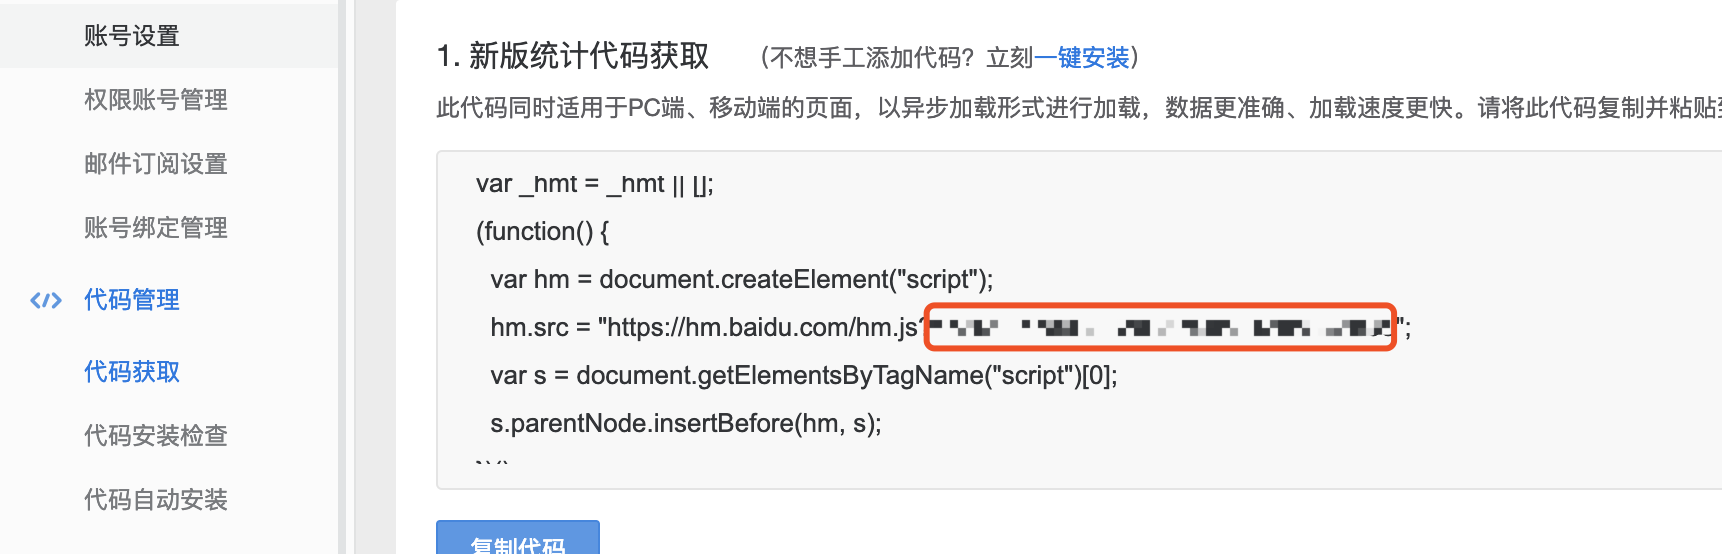 账号设置
权限账号管理
邮件订阅设置
账号绑定管理
</> 代码管理
代码获取
代码安装检查
代码自动安装
1. 新版统计代码获取 （不想手工添加代码？立刻一键安装）
此代码同时适用于PC端、移动端的页面，以异步加载形式进行加载，数据更准确、加载速度更快。请将此代码复制并粘贴到
var _hmt = _hmt || [];
(function() {
var hm = document.createElement("script");
hm.src = "https://hm.baidu.com/hm.js?";
var s = document.getElementsByTagName("script")[0];
s.parentNode.insertBefore(hm, s);
复制代码